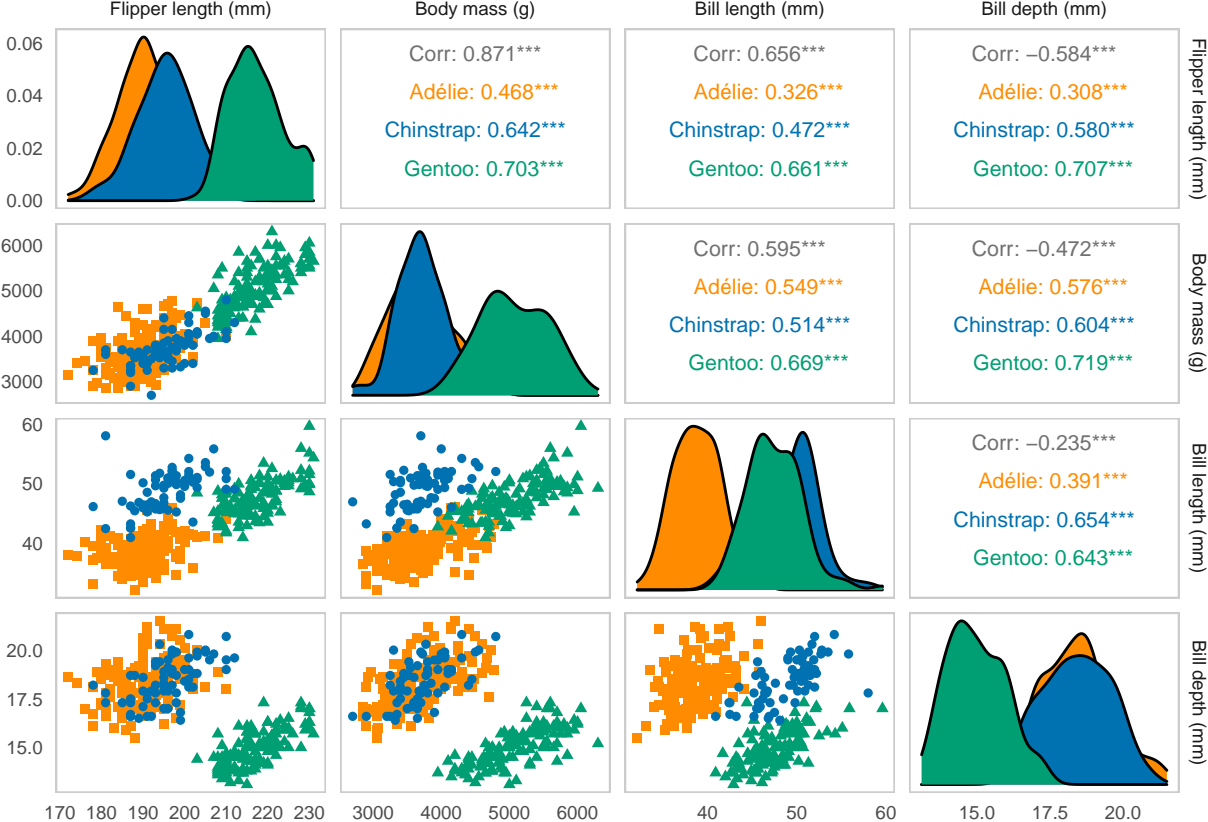 Flipper length (mm) Body mass (g) Bill length (mm) Bill depth (mm)
0.06
0.04
0.02
0.00
Corr: 0.871***
Adélie: 0.468***
Chinstrap: 0.642***
Gentoo: 0.703***
Corr: 0.656***
Adélie: 0.326***
Chinstrap: 0.472***
Gentoo: 0.661***
Corr: −0.584***
Adélie: 0.308***
Chinstrap: 0.580***
Gentoo: 0.707***
Flipper length (mm)
6000
5000
4000
3000
Corr: 0.595***
Adélie: 0.549***
Chinstrap: 0.514***
Gentoo: 0.669***
Corr: −0.472***
Adélie: 0.576***
Chinstrap: 0.604***
Gentoo: 0.719***
Body mass (g)
60
50
40
Corr: −0.235***
Adélie: 0.391***
Chinstrap: 0.654***
Gentoo: 0.643***
Bill length (mm)
20.0
17.5
15.0
Bill depth (mm)
170 180 190 200 210 220 230 3000 4000 5000 6000 40 50 60 15.0 17.5 20.0